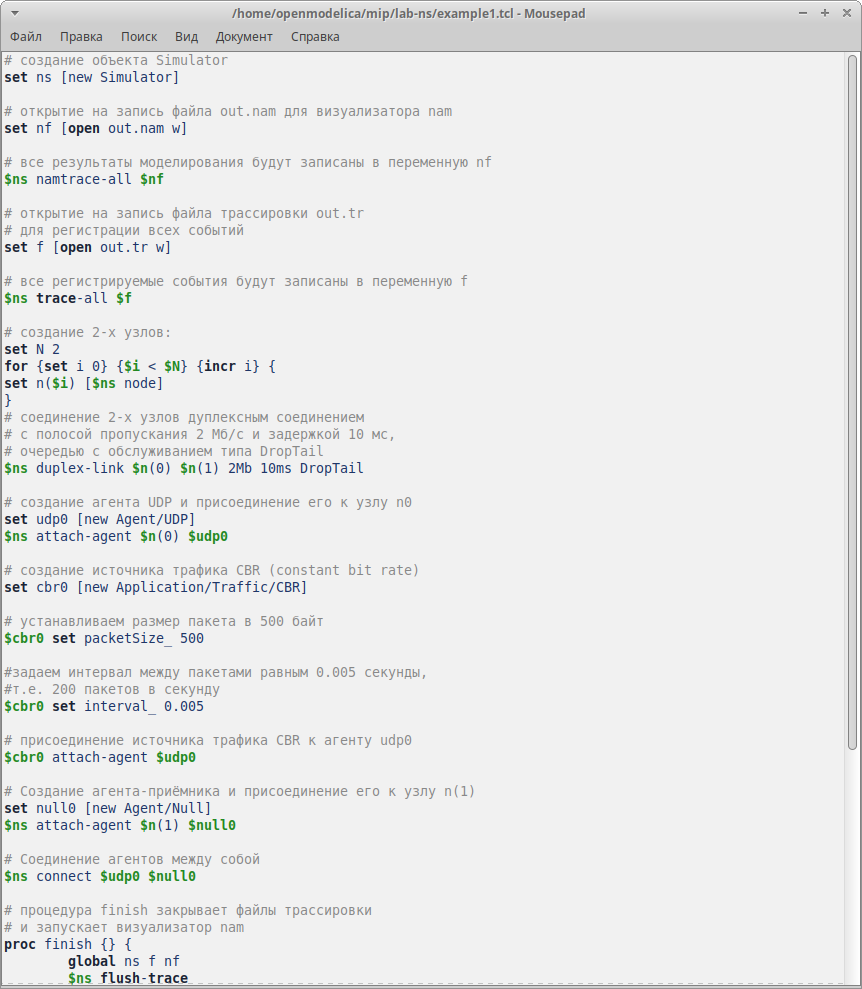 /home/openmodelica/mip/lab-ns/example1.tcl - Mousepad
Файл Правка Поиск Вид Документ Справка
# создание объекта Simulator
set ns [new Simulator]
# открытие на запись файла out.nam для визуализатора nam
set nf [open out.nam w]
# все результаты моделирования будут записаны в переменную nf
$ns namtrace-all $nf
# открытие на запись файла трассировки out.tr
# для регистрации всех событий
set f [open out.tr w]
# все регистрируемые события будут записаны в переменную f
$ns trace-all $f
# создание 2-х узлов:
set N 2
for {set i 0} {$i < $N} {incr i} {
set n($i) [$ns node]
}
# соединение 2-х узлов дуплексным соединением
# с полосой пропускания 2 Мб/с и задержкой 10 мс,
# очередью с обслуживанием типа DropTail
$ns duplex-link $n(0) $n(1) 2Mb 10ms DropTail
# создание агента UDP и присоединение его к узлу n0
set udp0 [new Agent/UDP]
$ns attach-agent $n(0) $udp0
# создание источника трафика CBR (constant bit rate)
set cbr0 [new Application/Traffic/CBR]
# устанавливаем размер пакета в 500 байт
$cbr0 set packetSize_ 500
#задаем интервал между пакетами равным 0.005 секунды,
#т.е. 200 пакетов в секунду
$cbr0 set interval_ 0.005
# присоединение источника трафика CBR к агенту udp0
$cbr0 attach-agent $udp0
# Создание агента-приёмника и присоединение его к узлу n(1)
set null0 [new Agent/Null]
$ns attach-agent $n(1) $null0
# Соединение агентов между собой
$ns connect $udp0 $null0
# процедура finish закрывает файлы трассировки
# и запускает визуализатор nam
proc finish {} {
global ns f nf
$ns flush-trace